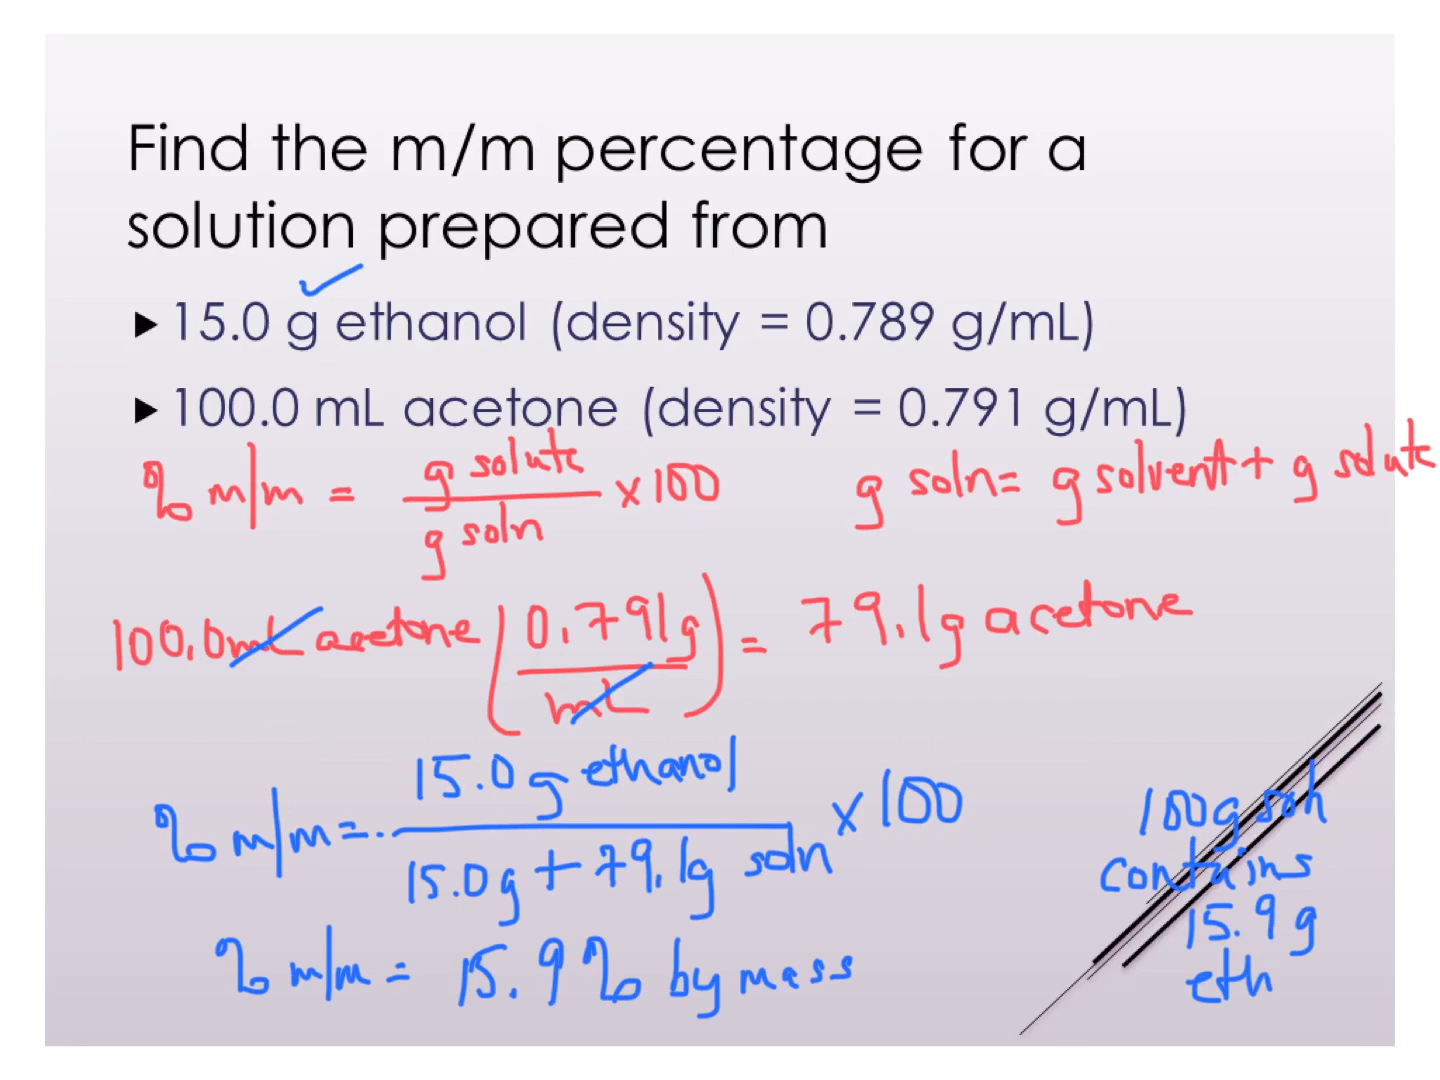 Find the m/m percentage for a
solution prepared from
▶ 15.0 g ethanol (density = 0.789 g/mL)
▶ 100.0 mL acetone (density = 0.791 g/mL)
% m/m = g solute / g soln × 100
g soln = g solvent + g solute
100.0 mL acetone (0.791 g / mL) = 79.1 g acetone
% m/m = 15.0 g ethanol / 15.0 g + 79.1 g soln × 100
% m/m = 15.9 % by mass
100 g soln
contains
15.9 g
eth